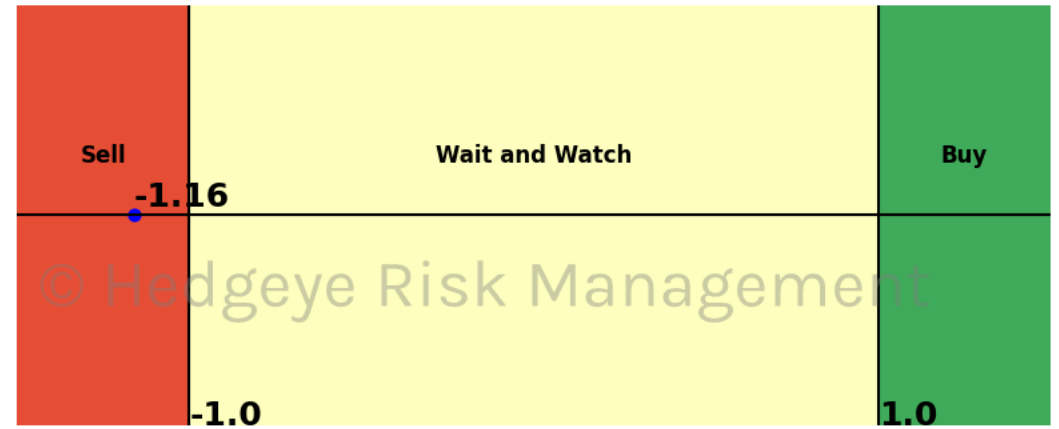 Sell
Wait and Watch
Buy
-1.16
© Hedgeye Risk Management
-1.0
1.0